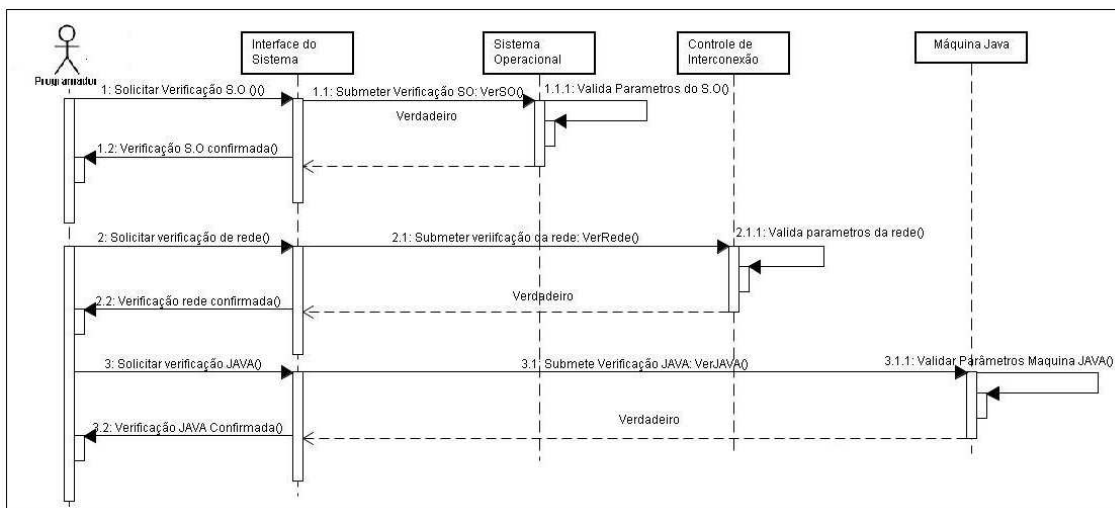 Interface do
Sistema
Sistema
Operacional
Controle de
Interconexão
Máquina Java
Programador
1: Solicitar Verificação S.O ()()
1.1: Submeter Verificação SO: VerSO()
1.1.1: Valida Parametros do S.O()
Verdadeiro
1.2: Verificação S.O confirmada()
2: Solicitar verificação de rede()
2.1: Submeter veriifcação da rede: VerRede()
2.1.1: Valida parametros da rede()
2.2: Verificação rede confirmada()
Verdadeiro
3: Solicitar verificação JAVA()
3.1: Submete Verificação JAVA: VerJAVA()
3.1.1: Validar Parâmetros Maquina JAVA()
Verdadeiro
3.2: Verificação JAVA Confirmada()